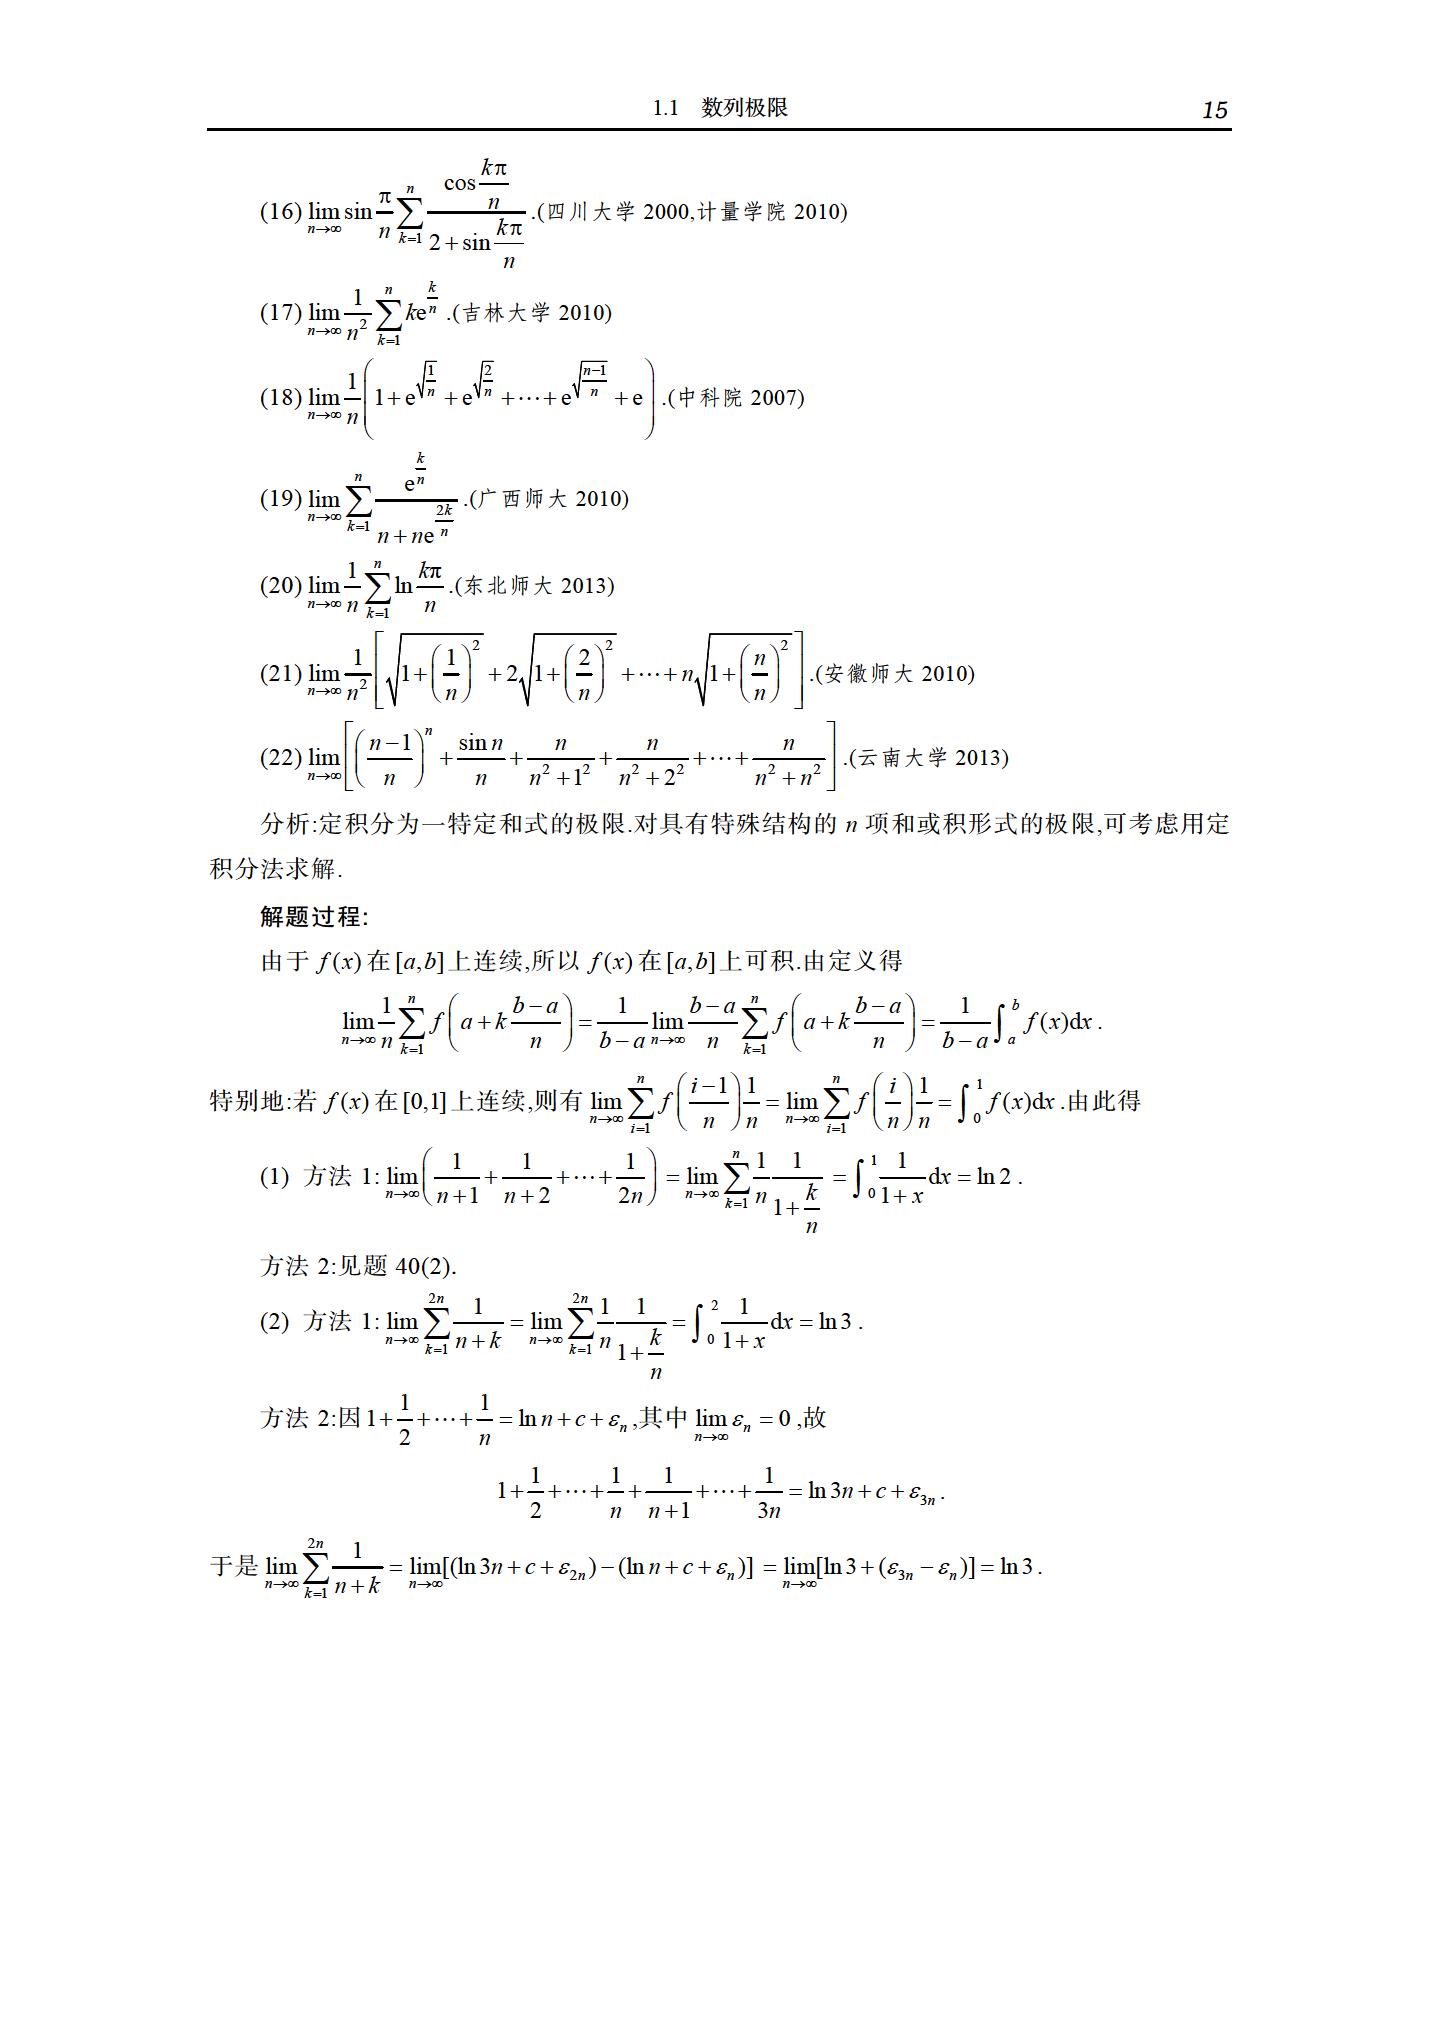 1.1 数列极限 15
(16) $\lim_{n\to\infty}\sin\frac{\pi}{n}\sum_{k=1}^{n}\frac{\cos\frac{k\pi}{n}}{2+\sin\frac{k\pi}{n}}$.(四川大学 2000,计量学院 2010)
(17) $\lim_{n\to\infty}\frac{1}{n^2}\sum_{k=1}^{n}k\mathrm{e}^{\frac{k}{n}}$.(吉林大学 2010)
(18) $\lim_{n\to\infty}\frac{1}{n}\left(1+\mathrm{e}^{\sqrt{\frac{1}{n}}}+\mathrm{e}^{\sqrt{\frac{2}{n}}}+\cdots+\mathrm{e}^{\sqrt{\frac{n-1}{n}}}+\mathrm{e}\right)$.(中科院 2007)
(19) $\lim_{n\to\infty}\sum_{k=1}^{n}\frac{\mathrm{e}^{\frac{k}{n}}}{n+n\mathrm{e}^{\frac{2k}{n}}}$.(广西师大 2010)
(20) $\lim_{n\to\infty}\frac{1}{n}\sum_{k=1}^{n}\ln\frac{k\pi}{n}$.(东北师大 2013)
(21) $\lim_{n\to\infty}\frac{1}{n^2}\left[\sqrt{1+\left(\frac{1}{n}\right)^2}+2\sqrt{1+\left(\frac{2}{n}\right)^2}+\cdots+n\sqrt{1+\left(\frac{n}{n}\right)^2}\right]$.(安徽师大 2010)
(22) $\lim_{n\to\infty}\left[\left(\frac{n-1}{n}\right)^n+\frac{\sin n}{n}+\frac{n}{n^2+1^2}+\frac{n}{n^2+2^2}+\cdots+\frac{n}{n^2+n^2}\right]$.(云南大学 2013)
分析:定积分为一特定和式的极限.对具有特殊结构的 n 项和或积形式的极限,可考虑用定
积分法求解.
解题过程:
由于 $f(x)$ 在 $[a,b]$ 上连续,所以 $f(x)$ 在 $[a,b]$ 上可积.由定义得
$\lim_{n\to\infty}\frac{1}{n}\sum_{k=1}^{n}f\left(a+k\frac{b-a}{n}\right)=\frac{1}{b-a}\lim_{n\to\infty}\frac{b-a}{n}\sum_{k=1}^{n}f\left(a+k\frac{b-a}{n}\right)=\frac{1}{b-a}\int_a^b f(x)\mathrm{d}x$.
特别地:若 $f(x)$ 在 $[0,1]$ 上连续,则有 $\lim_{n\to\infty}\sum_{i=1}^{n}f\left(\frac{i-1}{n}\right)\frac{1}{n}=\lim_{n\to\infty}\sum_{i=1}^{n}f\left(\frac{i}{n}\right)\frac{1}{n}=\int_0^1 f(x)\mathrm{d}x$.由此得
(1) 方法 1: $\lim_{n\to\infty}\left(\frac{1}{n+1}+\frac{1}{n+2}+\cdots+\frac{1}{2n}\right)=\lim_{n\to\infty}\sum_{k=1}^{n}\frac{1}{n}\frac{1}{1+\frac{k}{n}}=\int_0^1\frac{1}{1+x}\mathrm{d}x=\ln 2$.
方法 2:见题 40(2).
(2) 方法 1: $\lim_{n\to\infty}\sum_{k=1}^{2n}\frac{1}{n+k}=\lim_{n\to\infty}\sum_{k=1}^{2n}\frac{1}{n}\frac{1}{1+\frac{k}{n}}=\int_0^2\frac{1}{1+x}\mathrm{d}x=\ln 3$.
方法 2:因 $1+\frac{1}{2}+\cdots+\frac{1}{n}=\ln n+c+\varepsilon_n$,其中 $\lim_{n\to\infty}\varepsilon_n=0$,故
$1+\frac{1}{2}+\cdots+\frac{1}{n}+\frac{1}{n+1}+\cdots+\frac{1}{3n}=\ln 3n+c+\varepsilon_{3n}$.
于是 $\lim_{n\to\infty}\sum_{k=1}^{2n}\frac{1}{n+k}=\lim_{n\to\infty}[(\ln 3n+c+\varepsilon_{2n})-(\ln n+c+\varepsilon_n)]=\lim_{n\to\infty}[\ln 3+(\varepsilon_{3n}-\varepsilon_n)]=\ln 3$.